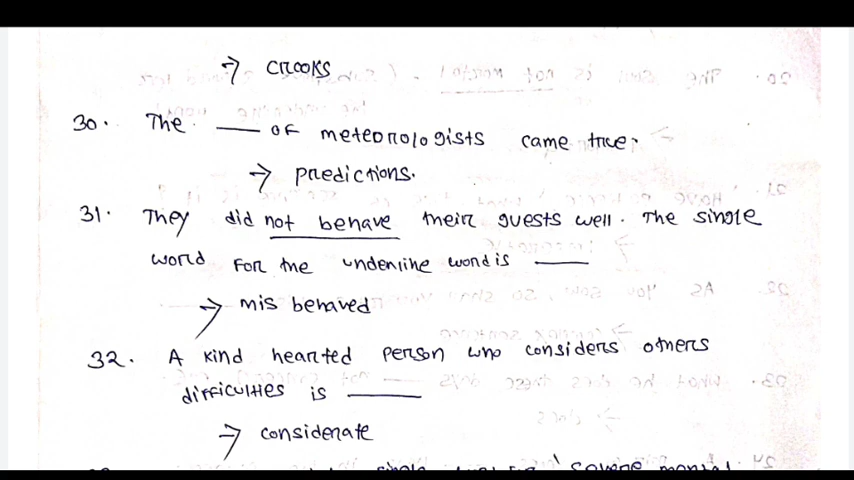 → CROOKS
30. The ___ of meteorologists came true.
→ predictions.
31. They did not behave their guests well. The single
world for the underline word is ___
→ mis behaved
32. A kind hearted person who considers others
difficulties is ___
→ considerate